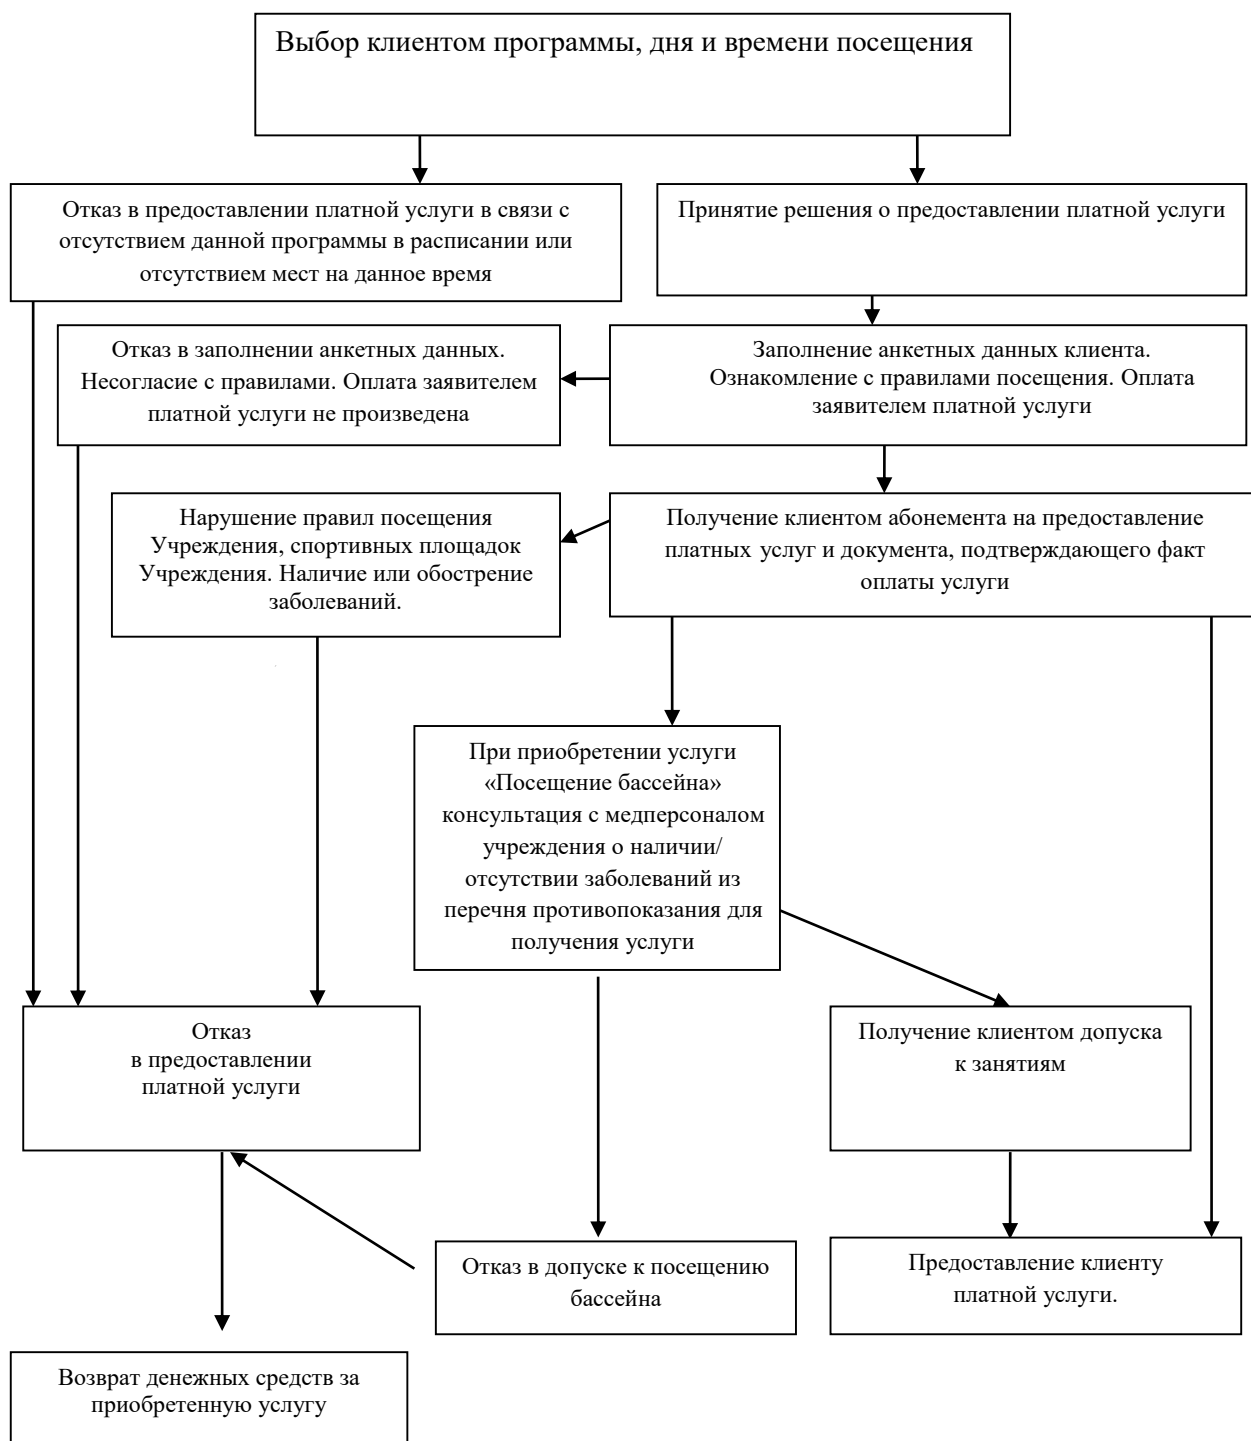 Выбор клиентом программы, дня и времени посещения
Отказ в предоставлении платной услуги в связи с
отсутствием данной программы в расписании или
отсутствием мест на данное время
Принятие решения о предоставлении платной услуги
Отказ в заполнении анкетных данных.
Несогласие с правилами. Оплата заявителем
платной услуги не произведена
Заполнение анкетных данных клиента.
Ознакомление с правилами посещения. Оплата
заявителем платной услуги
Нарушение правил посещения
Учреждения, спортивных площадок
Учреждения. Наличие или обострение
заболеваний.
Получение клиентом абонемента на предоставление
платных услуг и документа, подтверждающего факт
оплаты услуги
При приобретении услуги
«Посещение бассейна»
консультация с медперсоналом
учреждения о наличии/
отсутствии заболеваний из
перечня противопоказания для
получения услуги
Отказ
в предоставлении
платной услуги
Получение клиентом допуска
к занятиям
Отказ в допуске к посещению
бассейна
Предоставление клиенту
платной услуги.
Возврат денежных средств за
приобретенную услугу